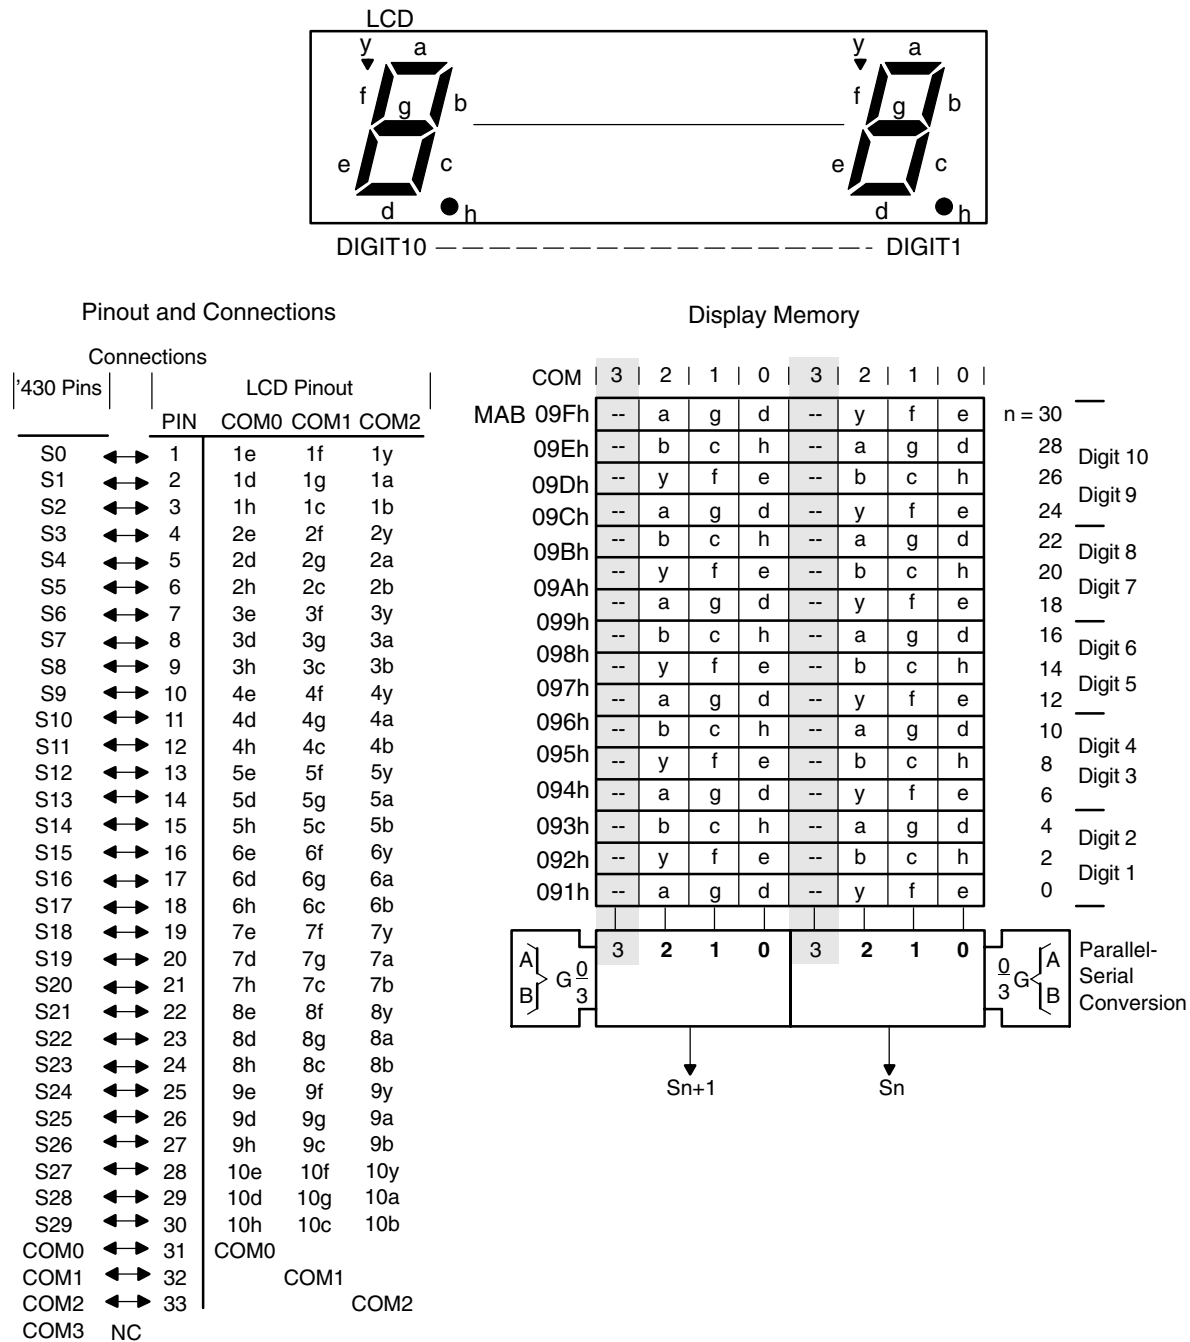 LCD
y a y a
f g b f g b
e c e c
d h d h
DIGIT10 DIGIT1
Pinout and Connections
Connections
'430 Pins LCD Pinout
PIN COM0 COM1 COM2
S0 1 1e 1f 1y
S1 2 1d 1g 1a
S2 3 1h 1c 1b
S3 4 2e 2f 2y
S4 5 2d 2g 2a
S5 6 2h 2c 2b
S6 7 3e 3f 3y
S7 8 3d 3g 3a
S8 9 3h 3c 3b
S9 10 4e 4f 4y
S10 11 4d 4g 4a
S11 12 4h 4c 4b
S12 13 5e 5f 5y
S13 14 5d 5g 5a
S14 15 5h 5c 5b
S15 16 6e 6f 6y
S16 17 6d 6g 6a
S17 18 6h 6c 6b
S18 19 7e 7f 7y
S19 20 7d 7g 7a
S20 21 7h 7c 7b
S21 22 8e 8f 8y
S22 23 8d 8g 8a
S23 24 8h 8c 8b
S24 25 9e 9f 9y
S25 26 9d 9g 9a
S26 27 9h 9c 9b
S27 28 10e 10f 10y
S28 29 10d 10g 10a
S29 30 10h 10c 10b
COM0 31 COM0
COM1 32 COM1
COM2 33 COM2
COM3 NC
Display Memory
COM | 3 | 2 | 1 | 0 | 3 | 2 | 1 | 0 |
MAB 09Fh -- a g d -- y f e n = 30
09Eh -- b c h -- a g d 28
Digit 10
09Dh -- y f e -- b c h 26
Digit 9
09Ch -- a g d -- y f e 24
09Bh -- b c h -- a g d 22
Digit 8
09Ah -- y f e -- b c h 20
Digit 7
099h -- a g d -- y f e 18
098h -- b c h -- a g d 16
Digit 6
097h -- y f e -- b c h 14
Digit 5
096h -- a g d -- y f e 12
095h -- b c h -- a g d 10
Digit 4
-- y f e -- b c h 8
Digit 3
094h -- a g d -- y f e 6
093h -- b c h -- a g d 4
Digit 2
092h -- y f e -- b c h 2
Digit 1
091h -- a g d -- y f e 0
3 2 1 0 3 2 1 0
A B G 0 3
0 3 G A B
Parallel-
Serial
Conversion
Sn+1 Sn